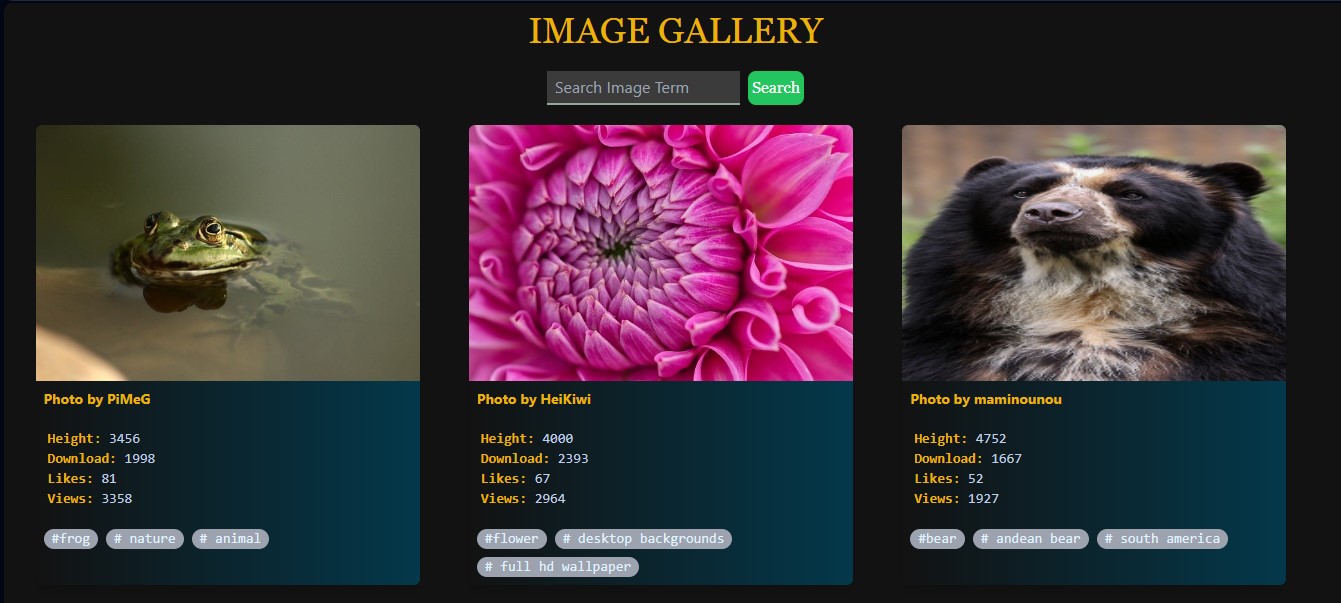 IMAGE GALLERY
Search Image Term
Search
Photo by PiMeG
Height: 3456
Download: 1998
Likes: 81
Views: 3358
#frog # nature # animal
Photo by HeiKiwi
Height: 4000
Download: 2393
Likes: 67
Views: 2964
#flower # desktop backgrounds
# full hd wallpaper
Photo by maminounou
Height: 4752
Download: 1667
Likes: 52
Views: 1927
#bear # andean bear # south america